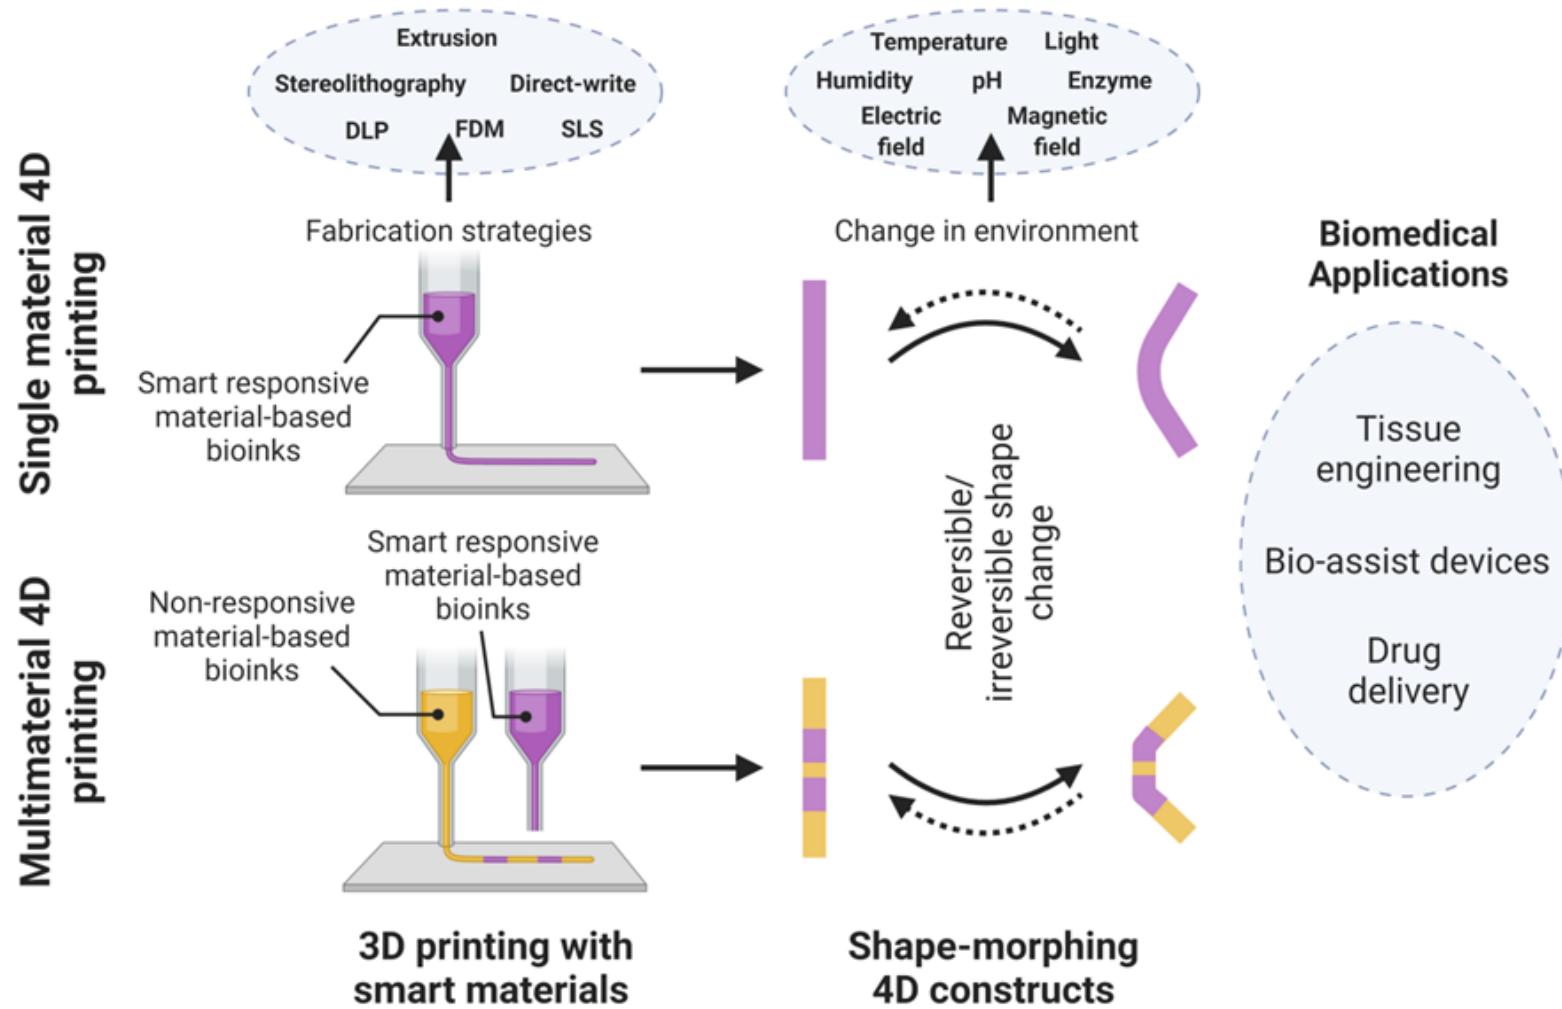 Extrusion
Stereolithography Direct-write
DLP FDM SLS
Fabrication strategies
Temperature Light
Humidity pH Enzyme
Electric Magnetic
field field
Change in environment
Single material 4D
printing
Smart responsive
material-based
bioinks
Biomedical
Applications
Tissue
engineering
Bio-assist devices
Drug
delivery
Reversible/
irreversible shape
change
Multimaterial 4D
printing
Non-responsive
material-based
bioinks
Smart responsive
material-based
bioinks
3D printing with
smart materials
Shape-morphing
4D constructs